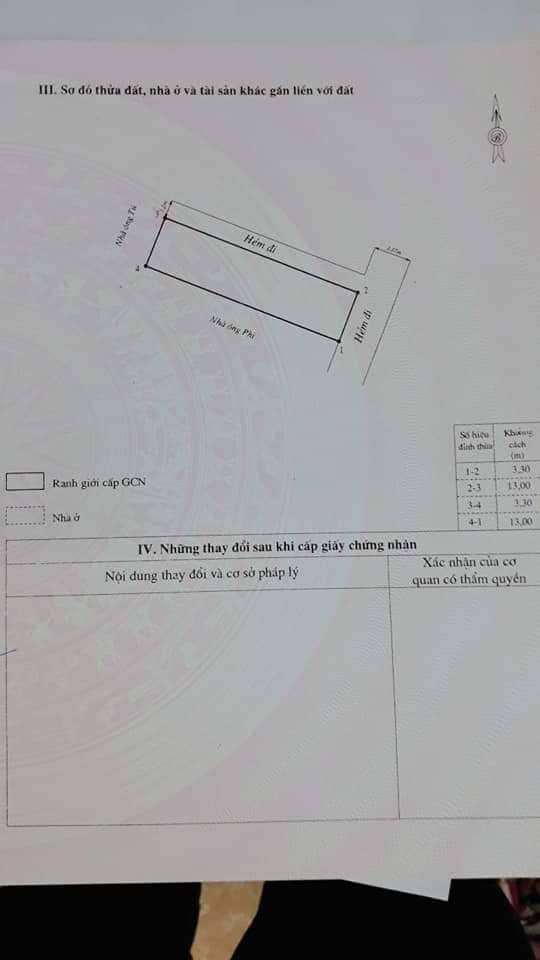 III. Sơ đồ thửa đất, nhà ở và tài sản khác gắn liền với đất
B
Nhà ông Tú
Hẻm đi
4
2
Nhà ông Phi
Hẻm đi
1
Số hiệu đỉnh thửa Khoảng cách (m)
1-2 3,30
2-3 13,00
3-4 3,30
4-1 13,00
Ranh giới cấp GCN
Nhà ở
IV. Những thay đổi sau khi cấp giấy chứng nhận
Nội dung thay đổi và cơ sở pháp lý
Xác nhận của cơ
quan có thẩm quyền